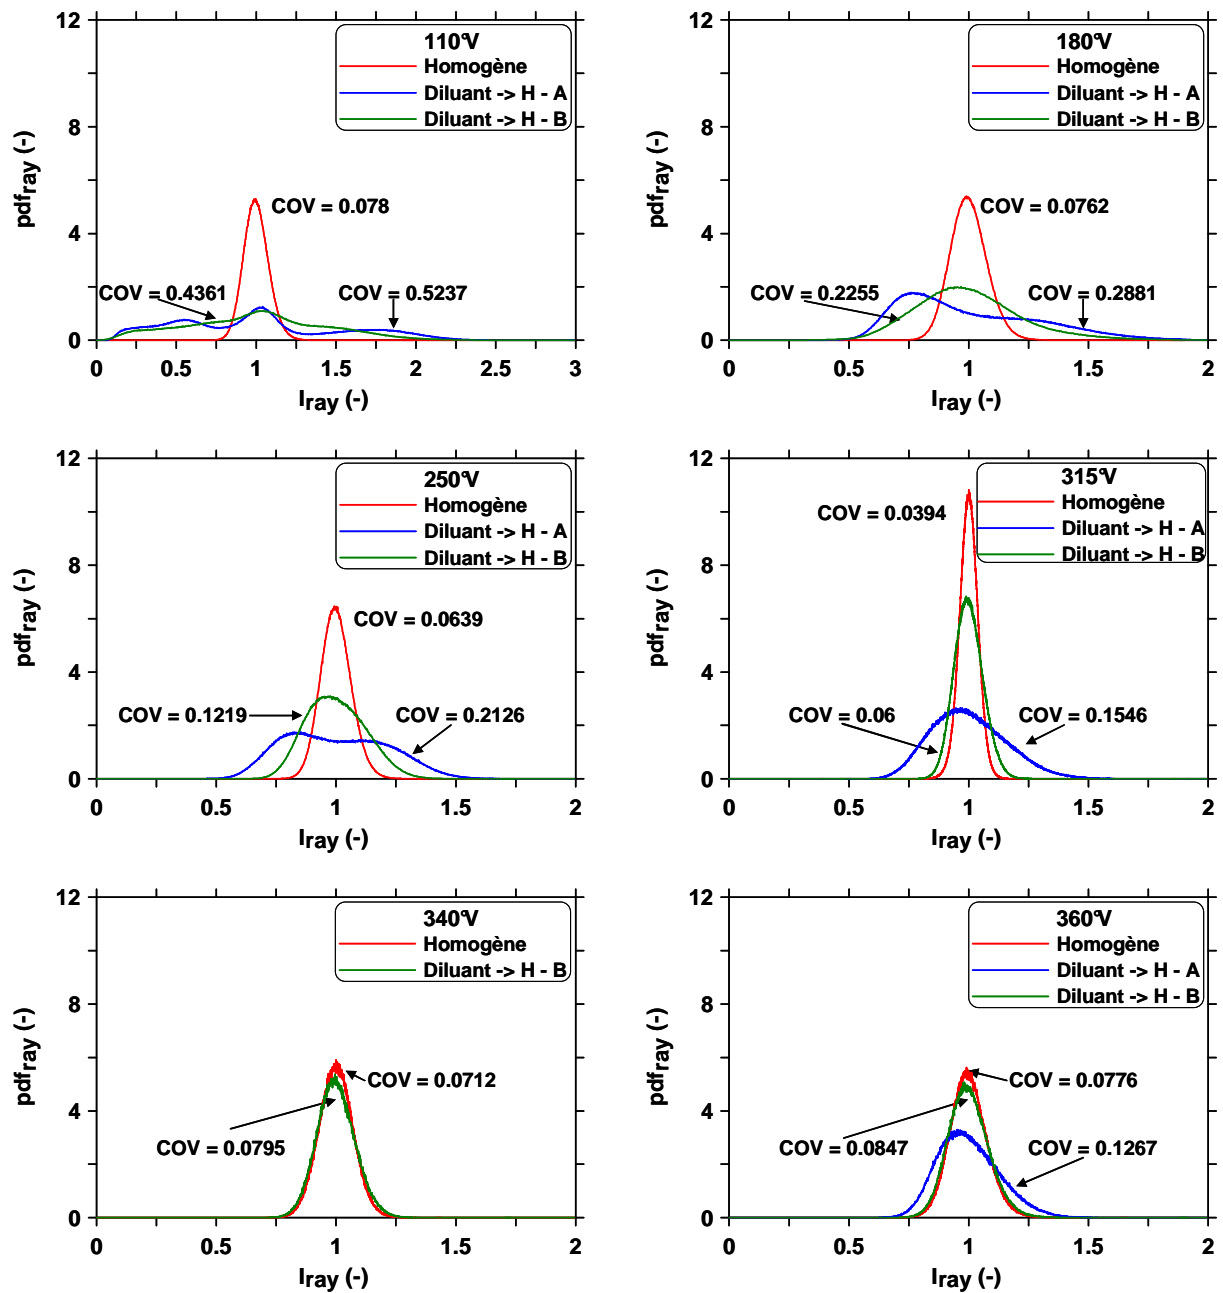 12
8
4
0
pdfray (-)
110°V
Homogène
Diluant -> H - A
Diluant -> H - B
COV = 0.078
COV = 0.4361
COV = 0.5237
0 0.5 1 1.5 2 2.5 3
Iray (-)
12
8
4
0
pdfray (-)
180°V
Homogène
Diluant -> H - A
Diluant -> H - B
COV = 0.0762
COV = 0.2255
COV = 0.2881
0 0.5 1 1.5 2
Iray (-)
12
8
4
0
pdfray (-)
250°V
Homogène
Diluant -> H - A
Diluant -> H - B
COV = 0.0639
COV = 0.1219
COV = 0.2126
0 0.5 1 1.5 2
Iray (-)
12
8
4
0
pdfray (-)
315°V
Homogène
Diluant -> H - A
Diluant -> H - B
COV = 0.0394
COV = 0.06
COV = 0.1546
0 0.5 1 1.5 2
Iray (-)
12
8
4
0
pdfray (-)
340°V
Homogène
Diluant -> H - B
COV = 0.0712
COV = 0.0795
0 0.5 1 1.5 2
Iray (-)
12
8
4
0
pdfray (-)
360°V
Homogène
Diluant -> H - A
Diluant -> H - B
COV = 0.0776
COV = 0.0847
COV = 0.1267
0 0.5 1 1.5 2
Iray (-)